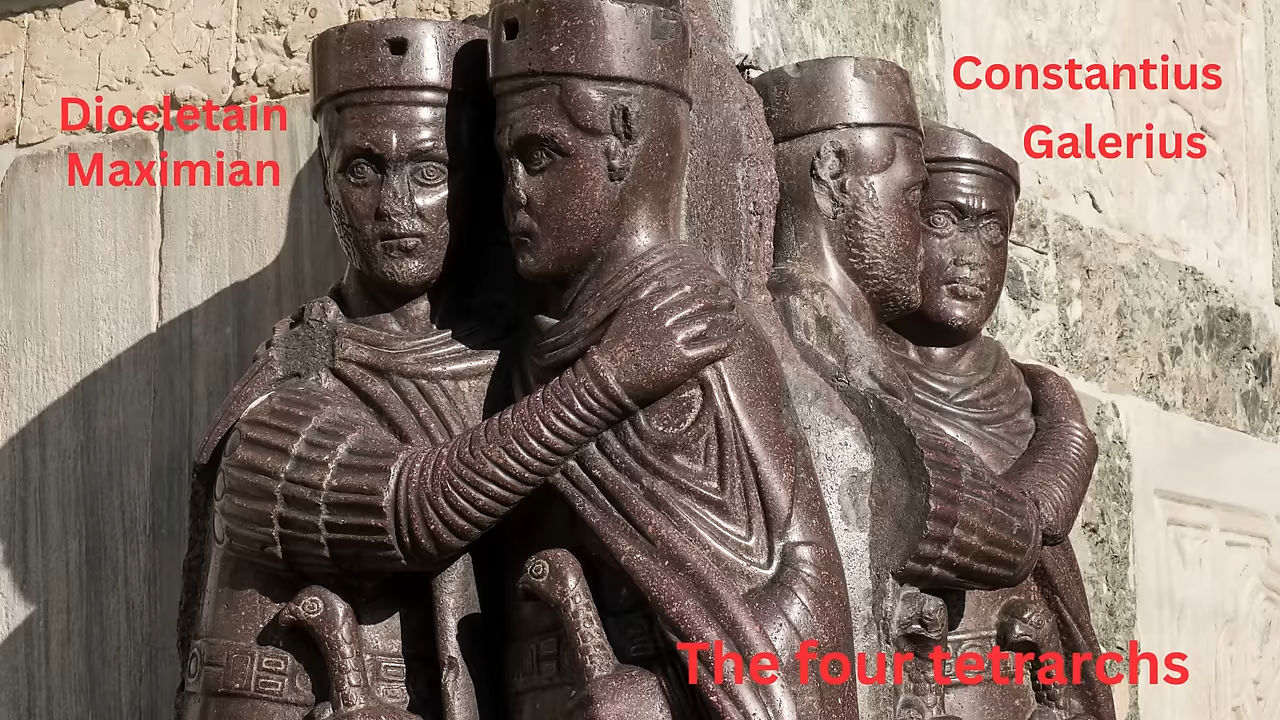 Diocletain
Maximian
Constantius
Galerius
The four tetrarchs